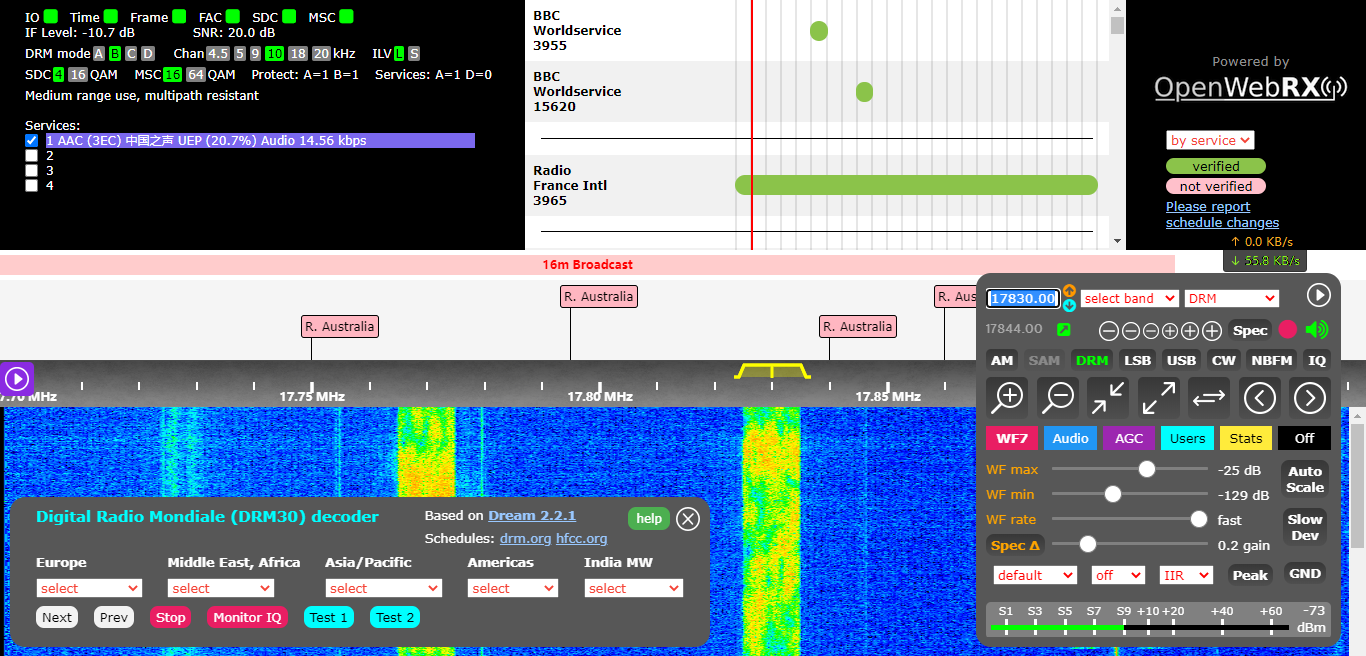 IO Time Frame FAC SDC MSC
IF Level: -10.7 dB SNR: 20.0 dB
DRM mode A B C D Chan 4.5 5 9 10 18 20 kHz ILV L S
SDC 4 16 QAM MSC 16 64 QAM Protect: A=1 B=1 Services: A=1 D=0
Medium range use, multipath resistant
Services:
1 AAC (3EC) 中国之声 UEP (20.7%) Audio 14.56 kbps
2
3
4
BBC
Worldservice
3955
BBC
Worldservice
15620
Radio
France Intl
3965
Powered by
OpenWebRX
by service
verified
not verified
Please report
schedule changes
↑ 0.0 KB/s
↓ 55.8 KB/s
16m Broadcast
R. Australia
R. Australia
R. Australia
R. Aus
17.75 MHz 17.80 MHz 17.85 MHz
17830.00 select band DRM
17844.00 Spec
AM SAM DRM LSB USB CW NBFM IQ
WF7 Audio AGC Users Stats Off
WF max -25 dB Auto
Scale
WF min -129 dB
WF rate fast Slow
Dev
Spec Δ 0.2 gain
default off IIR Peak GND
S1 S3 S5 S7 S9 +10 +20 +40 +60 -73
dBm
Digital Radio Mondiale (DRM30) decoder Based on Dream 2.2.1 help
Schedules: drm.org hfcc.org
Europe Middle East, Africa Asia/Pacific Americas India MW
select select select select select
Next Prev Stop Monitor IQ Test 1 Test 2